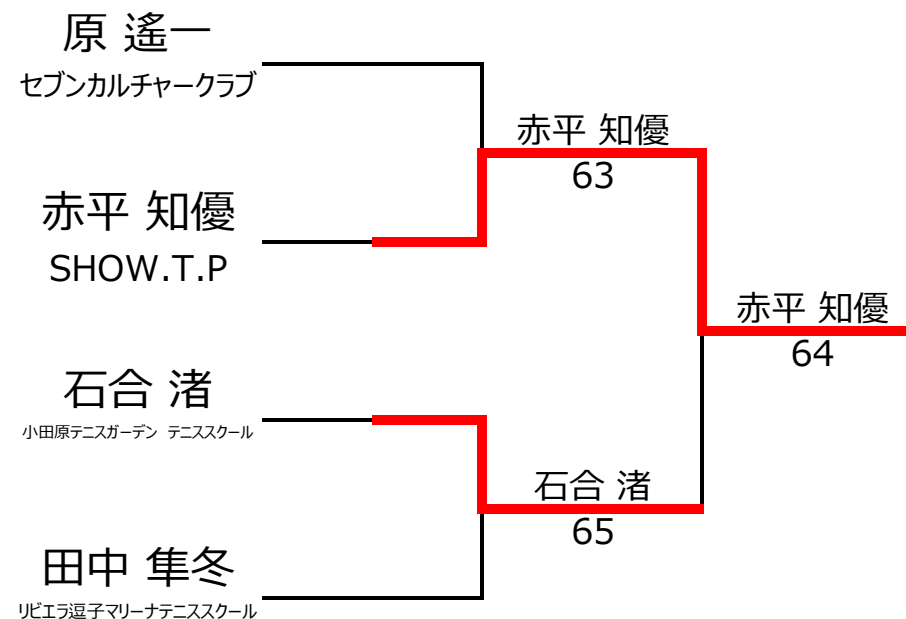 原 遙一
セブンカルチャークラブ
赤平 知優
63
赤平 知優
SHOW.T.P
赤平 知優
64
石合 渚
小田原テニスガーデン テニススクール
石合 渚
65
田中 隼冬
リビエラ逗子マリーナテニススクール